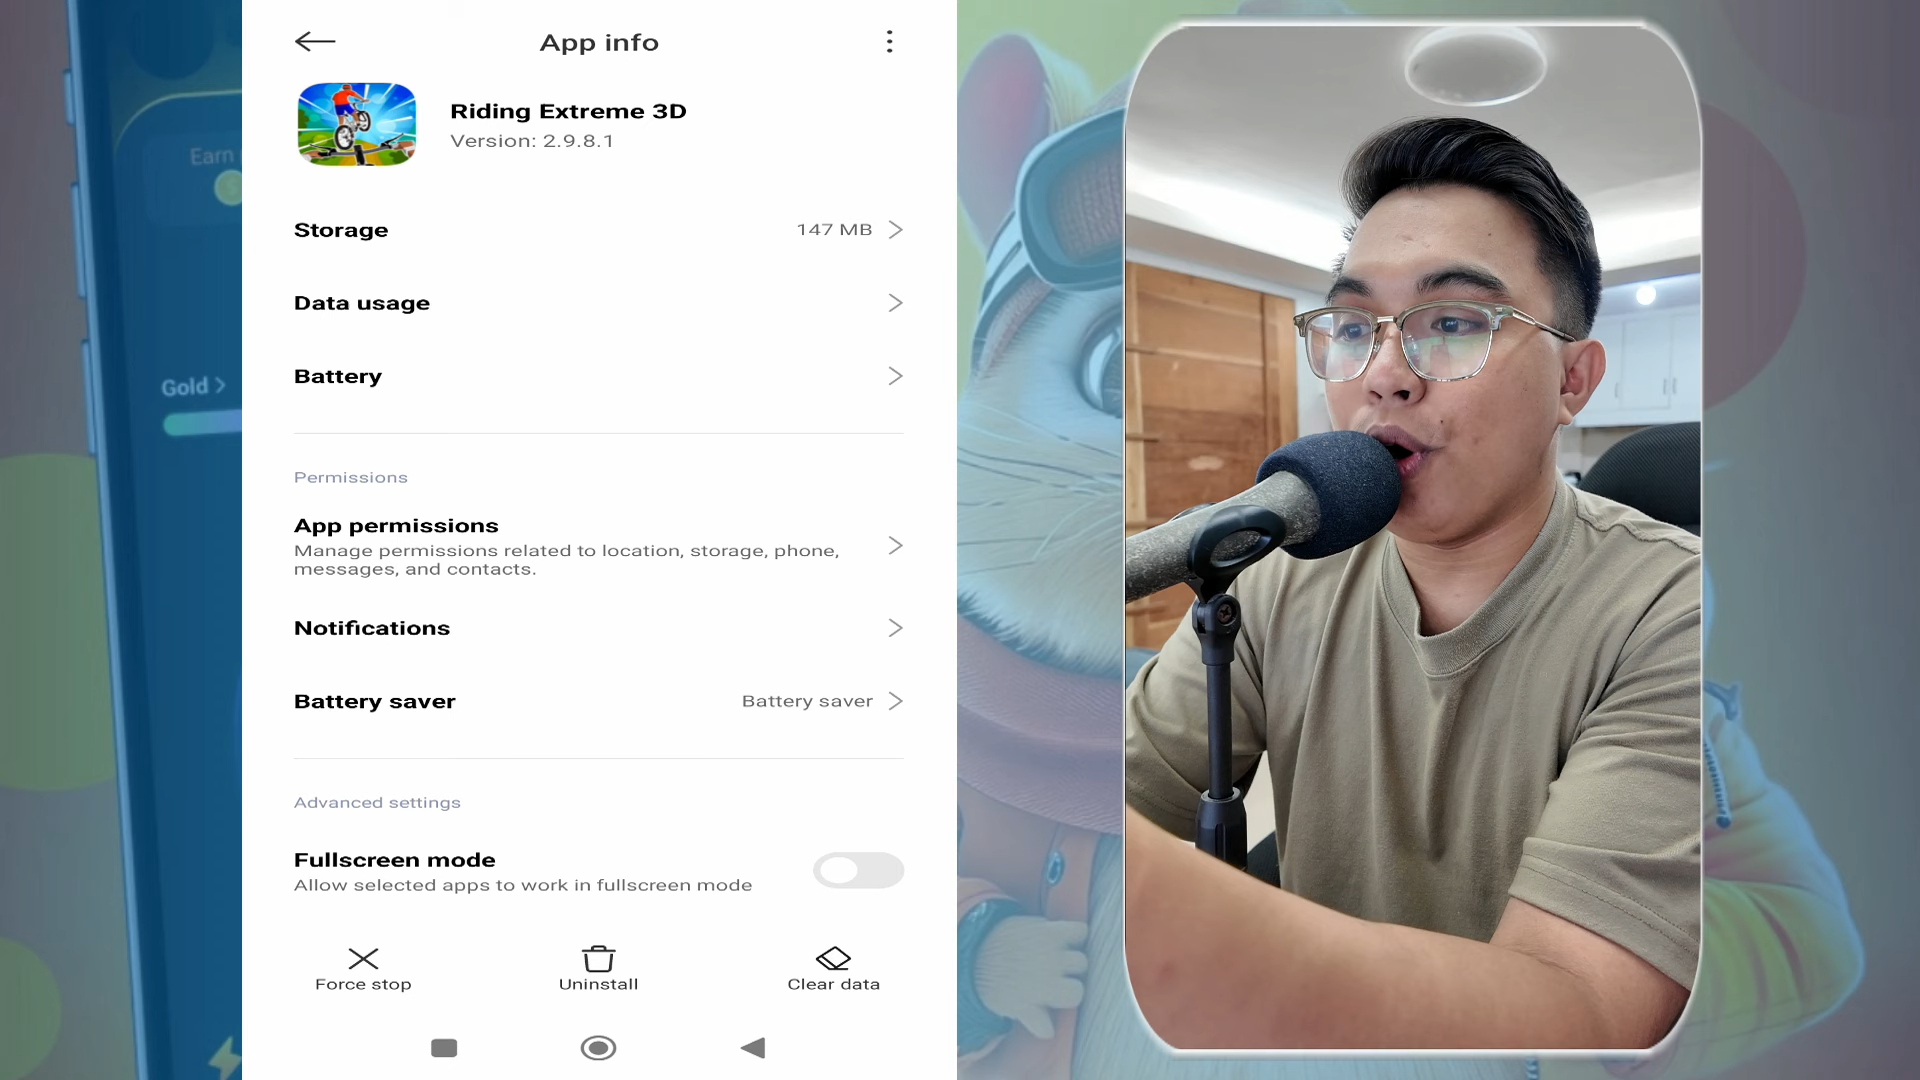 App info
Riding Extreme 3D
Version: 2.9.8.1
Earn
Storage 147 MB
Data usage
Gold >
Battery
Permissions
App permissions
Manage permissions related to location, storage, phone,
messages, and contacts.
Notifications
Battery saver Battery saver
Advanced settings
Fullscreen mode
Allow selected apps to work in fullscreen mode
Force stop Uninstall Clear data